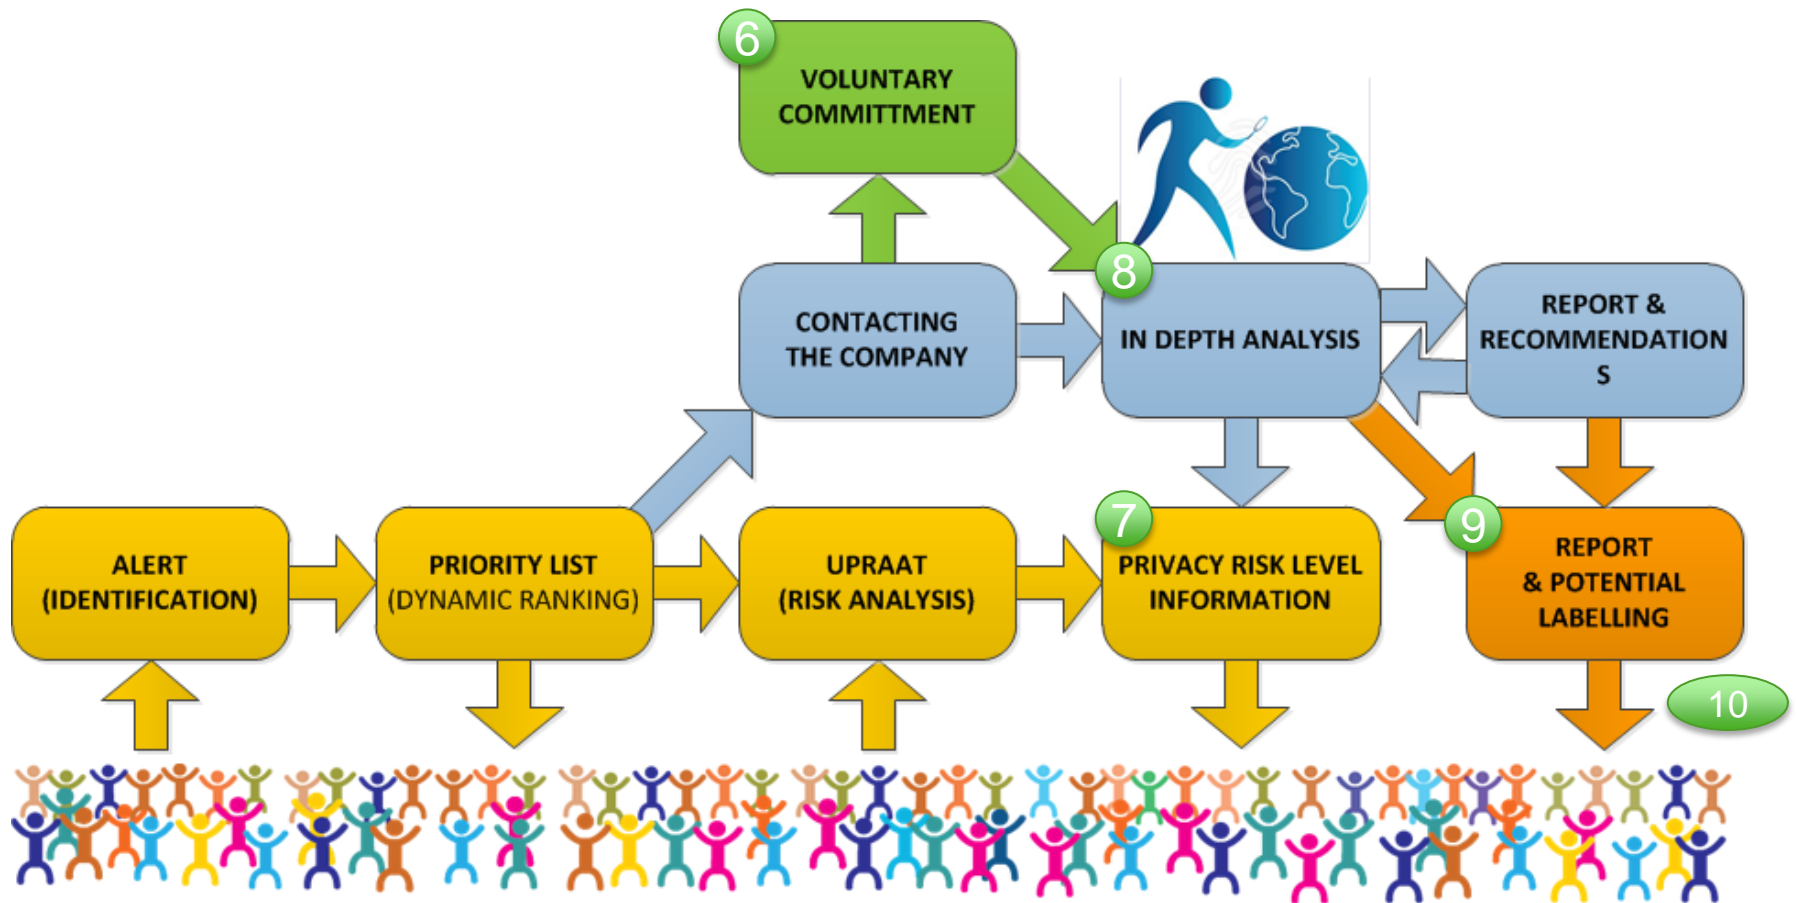 6
VOLUNTARY
COMMITTMENT
8
CONTACTING
THE COMPANY
IN DEPTH ANALYSIS
REPORT &
RECOMMENDATION
S
7
9
ALERT
(IDENTIFICATION)
PRIORITY LIST
(DYNAMIC RANKING)
UPRAAT
(RISK ANALYSIS)
PRIVACY RISK LEVEL
INFORMATION
REPORT
& POTENTIAL
LABELLING
10